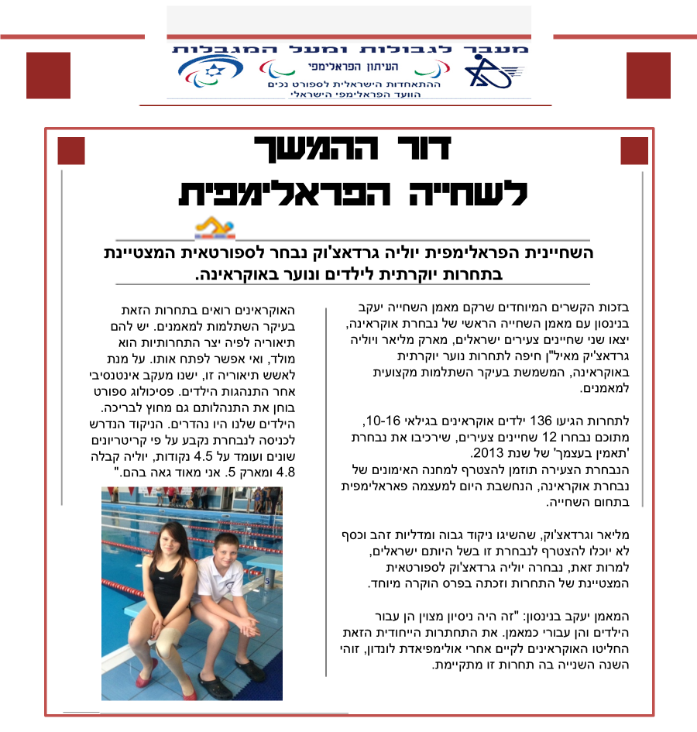 מעבר לגבולות ומעל המגבלות
העיתון הפראלימפי
ההתאחדות הישראלית לספורט נכים
הוועד הפראלימפי הישראלי
דור ההמשך
לשחייה הפראלימפית
השחיינית הפראלימפית יוליה גרדאצ'וק נבחר לספורטאית המצטיינת
בתחרות יוקרתית לילדים ונוער באוקראינה.
בזכות הקשרים המיוחדים שרקם מאמן השחייה יעקב
בנינסון עם מאמן השחייה הראשי של נבחרת אוקראינה,
יצאו שני שחיינים צעירים ישראלים, מארק מליאר ויוליה
גרדאצ'יק מאיל"ן חיפה לתחרות נוער יוקרתית
באוקראינה, המשמשת בעיקר השתלמות מקצועית
למאמנים.
לתחרות הגיעו 136 ילדים אוקראינים בגילאי 10-16,
מתוכם נבחרו 12 שחיינים צעירים, שירכיבו את נבחרת
'תאמין בעצמך' של שנת 2013.
הנבחרת הצעירה תוזמן להצטרף למחנה האימונים של
נבחרת אוקראינה, הנחשבת היום למעצמה פאראלימפית
בתחום השחייה.
מליאר וגרדאצ'וק, שהשיגו ניקוד גבוה ומדליות זהב וכסף
לא יוכלו להצטרף לנבחרת זו בשל היותם ישראלים,
למרות זאת, נבחרה יוליה גרדאצ'וק לספורטאית
המצטיינת של התחרות וזכתה בפרס הוקרה מיוחד.
המאמן יעקב בנינסון: "זה היה ניסיון מצוין הן עבור
הילדים והן עבורי כמאמן. את התחתרות הייחודית הזאת
החליטו האוקראינים לקיים אחרי אולימפיאדת לונדון, זוהי
השנה השנייה בה תחרות זו מתקיימת.
האוקראינים רואים בתחרות הזאת
בעיקר השתלמות למאמנים. יש להם
תיאוריה לפיה יצר התחרותיות הוא
מולד, ואי אפשר לפתח אותו. על מנת
לאשש תיאוריה זו, ישנו מעקב אינטנסיבי
אחר התנהגות הילדים. פסיכולוג ספורט
בוחן את התנהלותם גם מחוץ לבריכה.
הילדים שלנו היו נהדרים. הניקוד הנדרש
לכניסה לנבחרת נקבע על פי קריטריונים
שונים ועומד על 4.5 נקודות, יוליה קבלה
4.8 ומארק 5. אני מאוד גאה בהם."